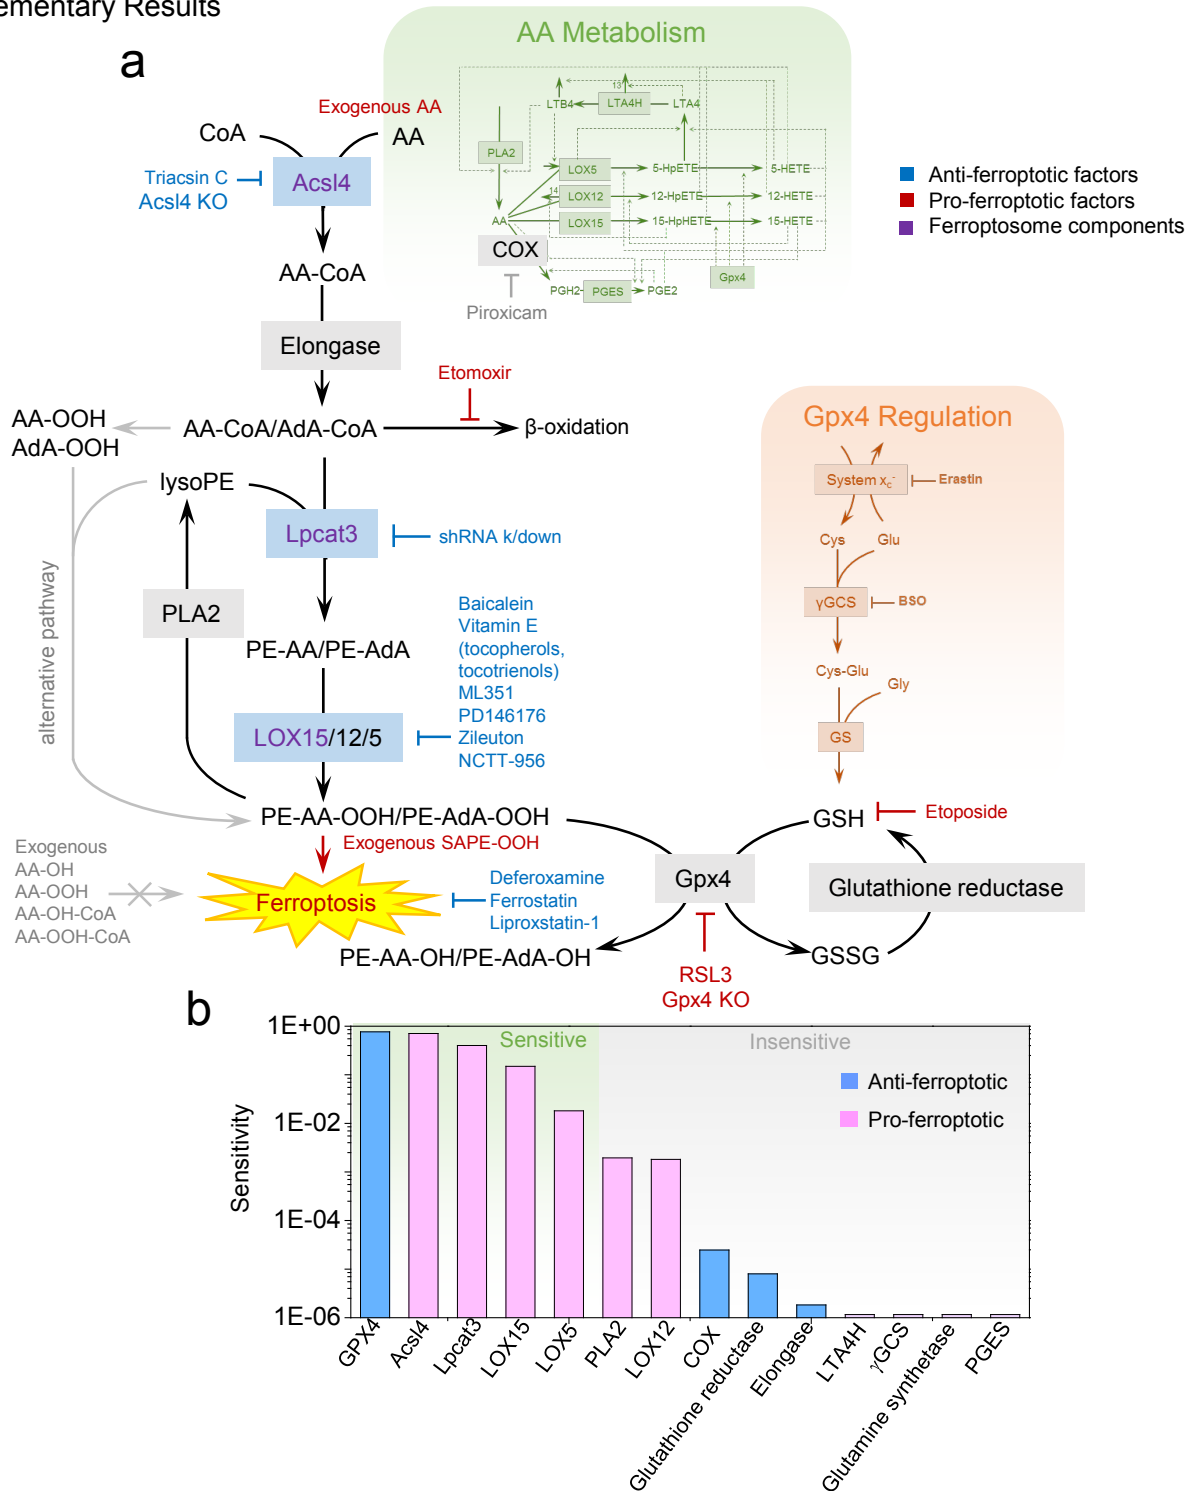 ementary Results
a
AA Metabolism
13
LTB4
LTA4H
LTA4
PLA2
LOX5
5-HpETE
5-HETE
14
LOX12
12-HpETE
12-HETE
AA
LOX15
15-HpHETE
15-HETE
COX
Gpx4
PGH2
PGES
PGE2
Piroxicam
Exogenous AA
CoA
AA
Triacsin C
Acsl4 KO
Acsl4
Anti-ferroptotic factors
Pro-ferroptotic factors
Ferroptosome components
AA-CoA
Elongase
Etomoxir
AA-OOH
AdA-OOH
AA-CoA/AdA-CoA
β-oxidation
lysoPE
Lpcat3
shRNA k/down
alternative pathway
PLA2
PE-AA/PE-AdA
Baicalein
Vitamin E
(tocopherols,
tocotrienols)
ML351
PD146176
Zileuton
NCTT-956
LOX15/12/5
Gpx4 Regulation
System xc-
Erastin
Cys
Glu
γGCS
BSO
Cys-Glu
Gly
GS
PE-AA-OOH/PE-AdA-OOH
GSH
Etoposide
Exogenous SAPE-OOH
Exogenous
AA-OH
AA-OOH
AA-OH-CoA
AA-OOH-CoA
Ferroptosis
Deferoxamine
Ferrostatin
Liproxstatin-1
Gpx4
Glutathione reductase
PE-AA-OH/PE-AdA-OH
GSSG
RSL3
Gpx4 KO
b
1E+00
1E-02
1E-04
1E-06
Sensitivity
Sensitive
Insensitive
Anti-ferroptotic
Pro-ferroptotic
GPX4
Acsl4
Lpcat3
LOX15
LOX5
PLA2
LOX12
COX
Glutathione reductase
Elongase
LTA4H
γGCS
Glutamine synthetase
PGES